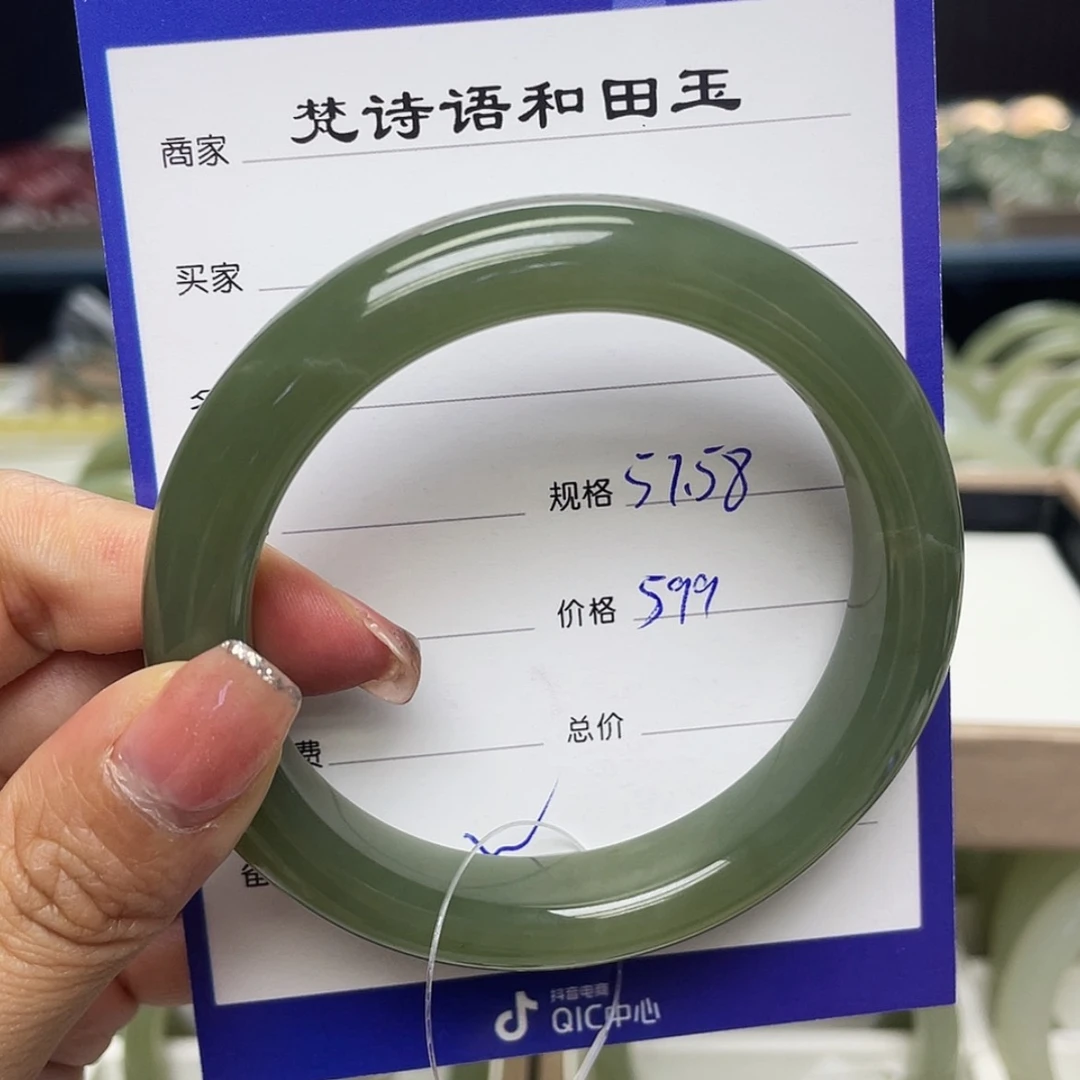 商家 梵诗语和田玉
买家
规格 57.58
价格 599
费 总价
抖音电商
QIC中心